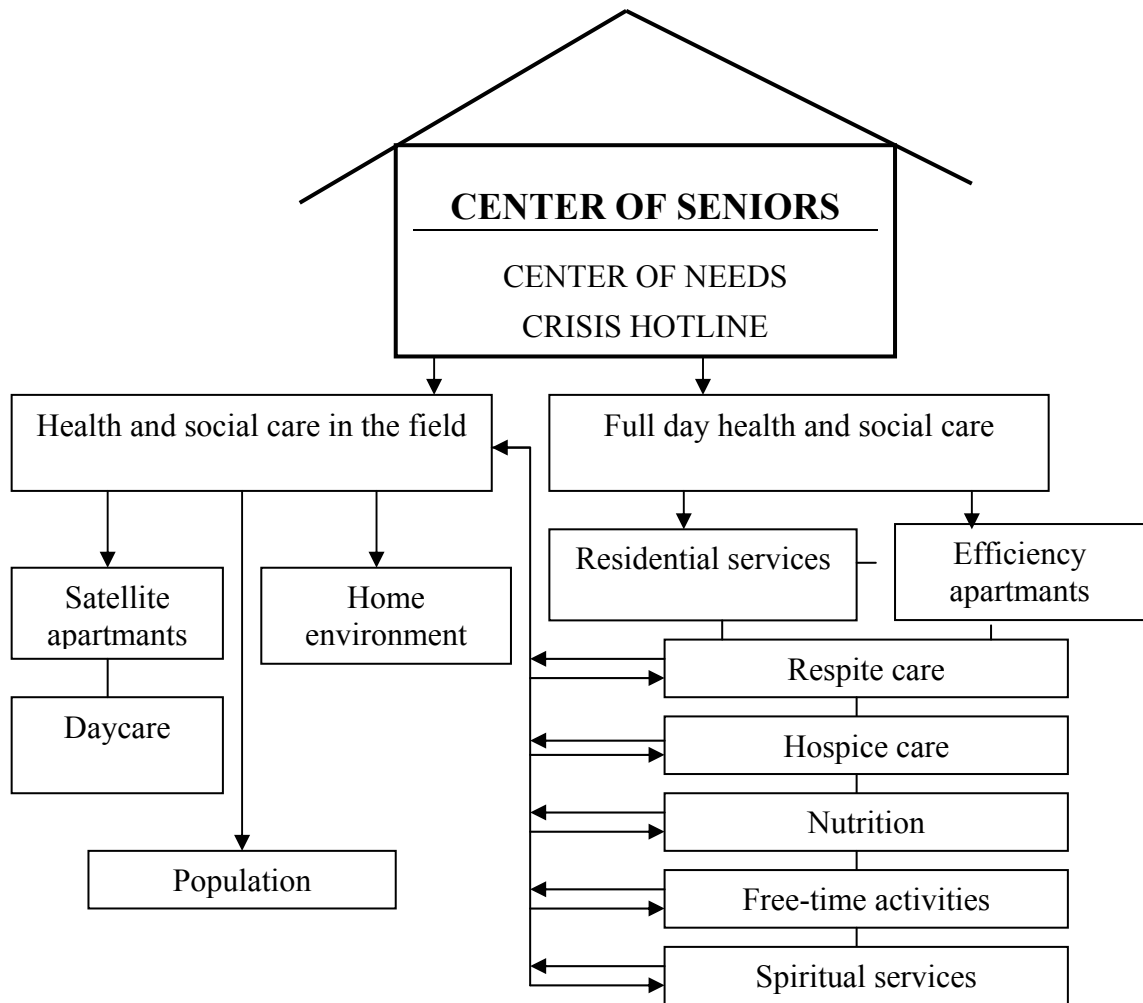 CENTER OF SENIORS
CENTER OF NEEDS
CRISIS HOTLINE
Health and social care in the field
Full day health and social care
Residential services
Efficiency
apartmants
Satellite
apartmants
Home
environment
Daycare
Population
Respite care
Hospice care
Nutrition
Free-time activities
Spiritual services